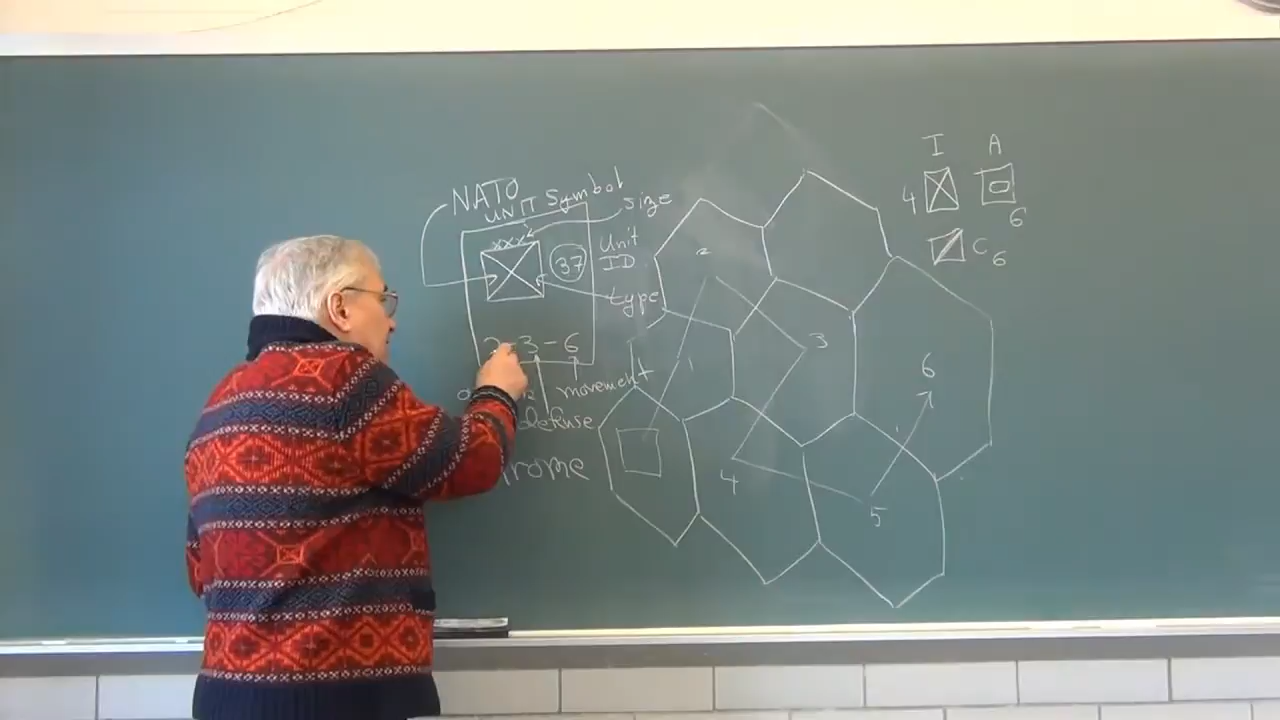 NATO
UNIT Symbol
size
xxx
37
Unit
ID
type
2-3-6
movement
defense
2
1
3
4
5
6
I
A
4
6
C
6